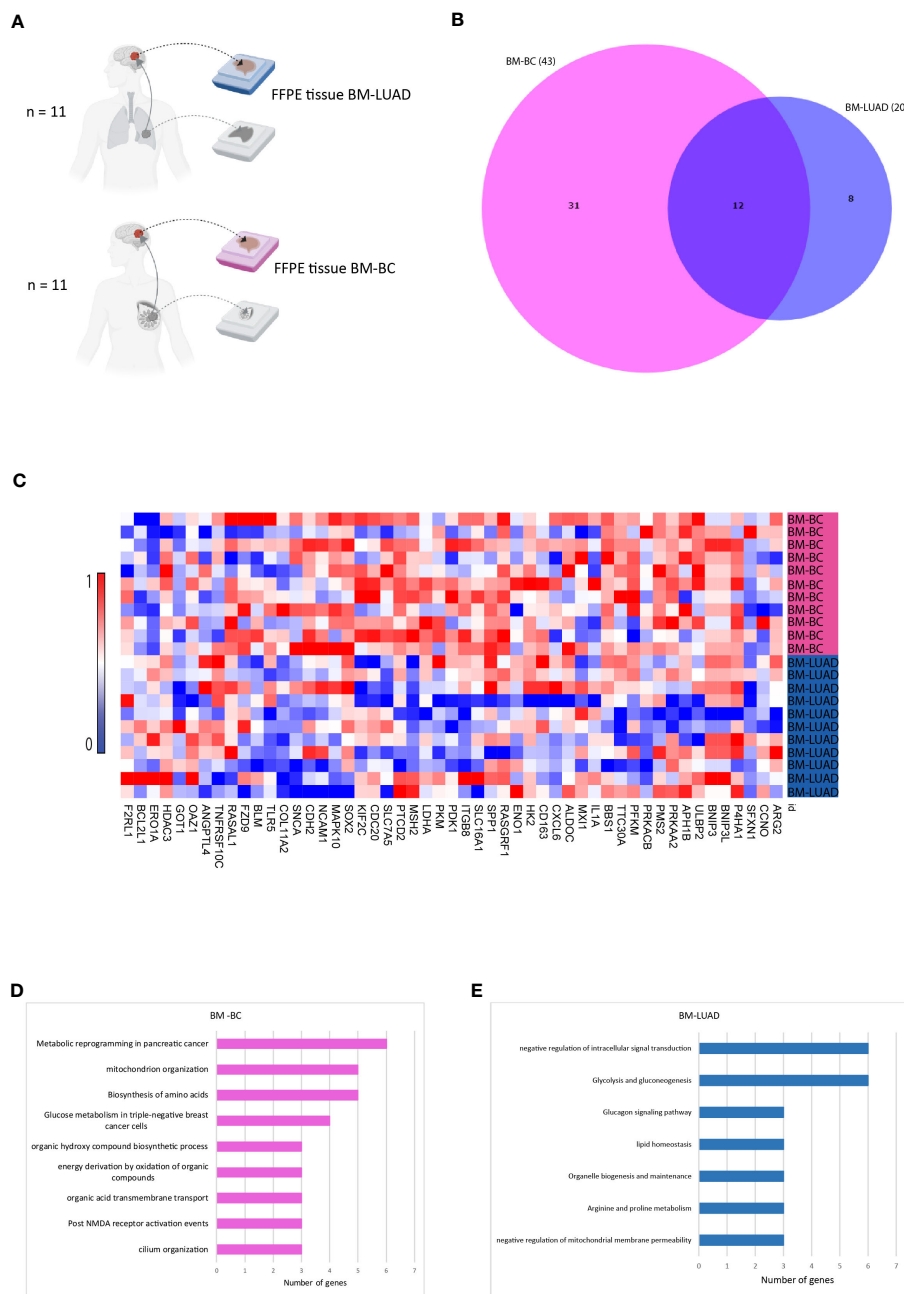 A
n = 11
FFPE tissue BM-LUAD
n = 11
FFPE tissue BM-BC
B
BM-BC (43)
BM-LUAD (20
31
12
8
C
1
0
BM-BC
BM-BC
BM-BC
BM-BC
BM-BC
BM-BC
BM-BC
BM-BC
BM-BC
BM-BC
BM-BC
BM-LUAD
BM-LUAD
BM-LUAD
BM-LUAD
BM-LUAD
BM-LUAD
BM-LUAD
BM-LUAD
BM-LUAD
BM-LUAD
BM-LUAD
F2RL1
BCL2L1
ERO1A
HDAC3
GOT1
OAZ1
ANGPTL4
TNFRSF10C
RASAL1
FZD9
BLM
TLR5
COL11A2
SNCA
CDH2
NCAM1
MAPK10
SOX2
KIF2C
CDC20
SLC7A5
PTCD2
MSH2
LDHA
PKM
PDK1
ITGB8
SLC16A1
SPP1
RASGRF1
ENO1
HK2
CD163
CXCL6
ALDOC
MXI1
IL1A
BBS1
TTC30A
PFKM
PRKACB
PMS2
PRKAA2
APH1B
ULBP2
BNIP3
BNIP3L
P4HA1
SFXN1
CCNO
ARG2
id
D
BM -BC
Metabolic reprogramming in pancreatic cancer
mitochondrion organization
Biosynthesis of amino acids
Glucose metabolism in triple-negative breast
cancer cells
organic hydroxy compound biosynthetic process
energy derivation by oxidation of organic
compounds
organic acid transmembrane transport
Post NMDA receptor activation events
cilium organization
0 1 2 3 4 5 6 7
Number of genes
E
BM-LUAD
negative regulation of intracellular signal transduction
Glycolysis and gluconeogenesis
Glucagon signaling pathway
lipid homeostasis
Organelle biogenesis and maintenance
Arginine and proline metabolism
negative regulation of mitochondrial membrane permeability
0 1 2 3 4 5 6 7
Number of genes